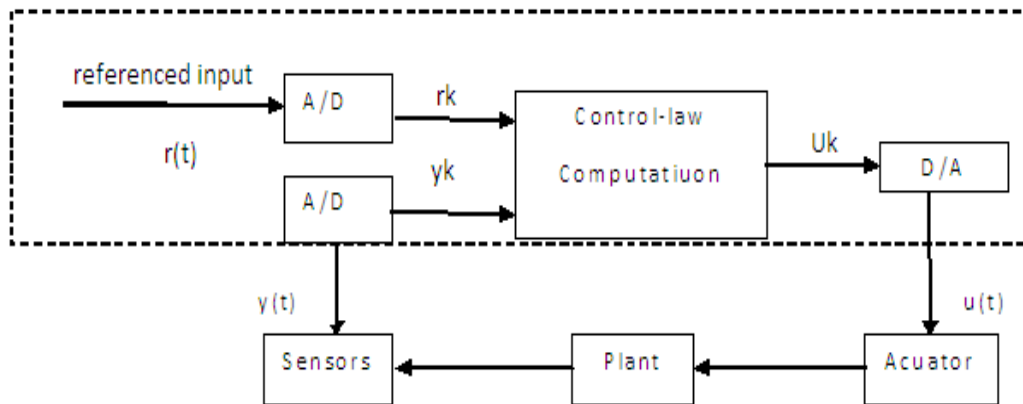 referenced input
r(t)
A/D
rk
Control-law
Computatiuon
Uk
D/A
A/D
yk
y(t)
u(t)
Sensors
Plant
Acuator